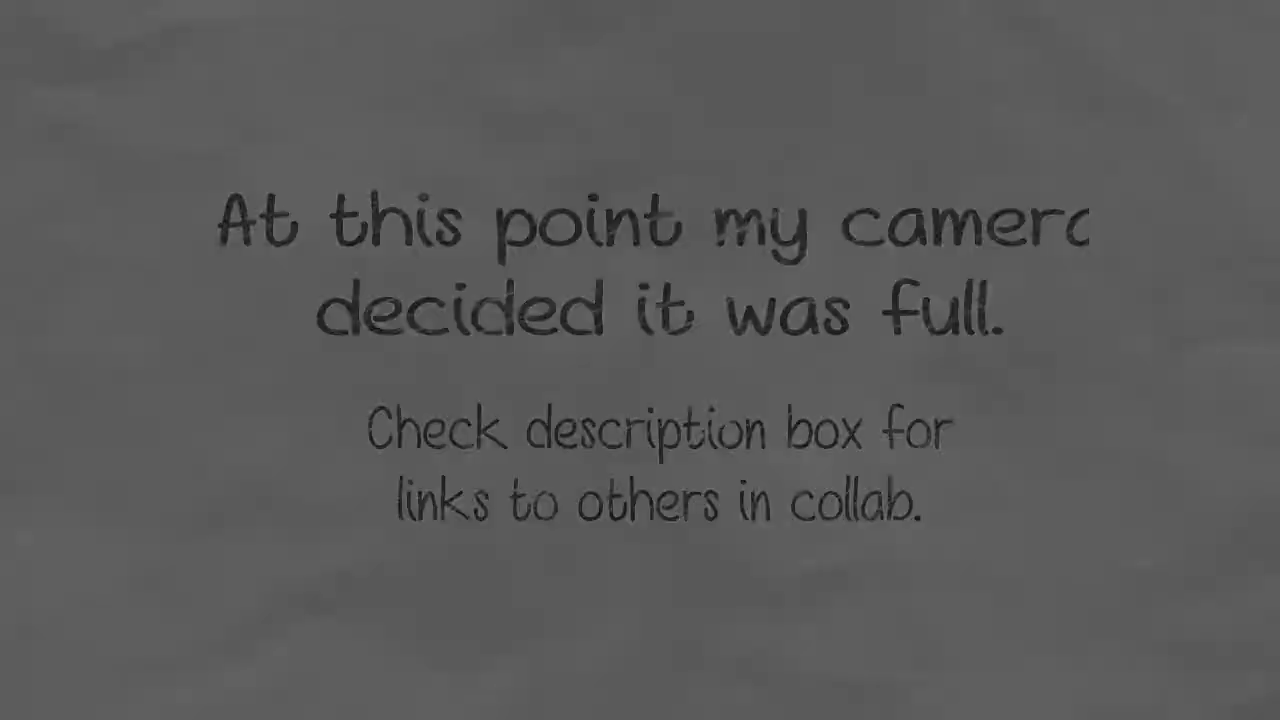 At this point my camera
decided it was full.
Check description box for
links to others in collab.